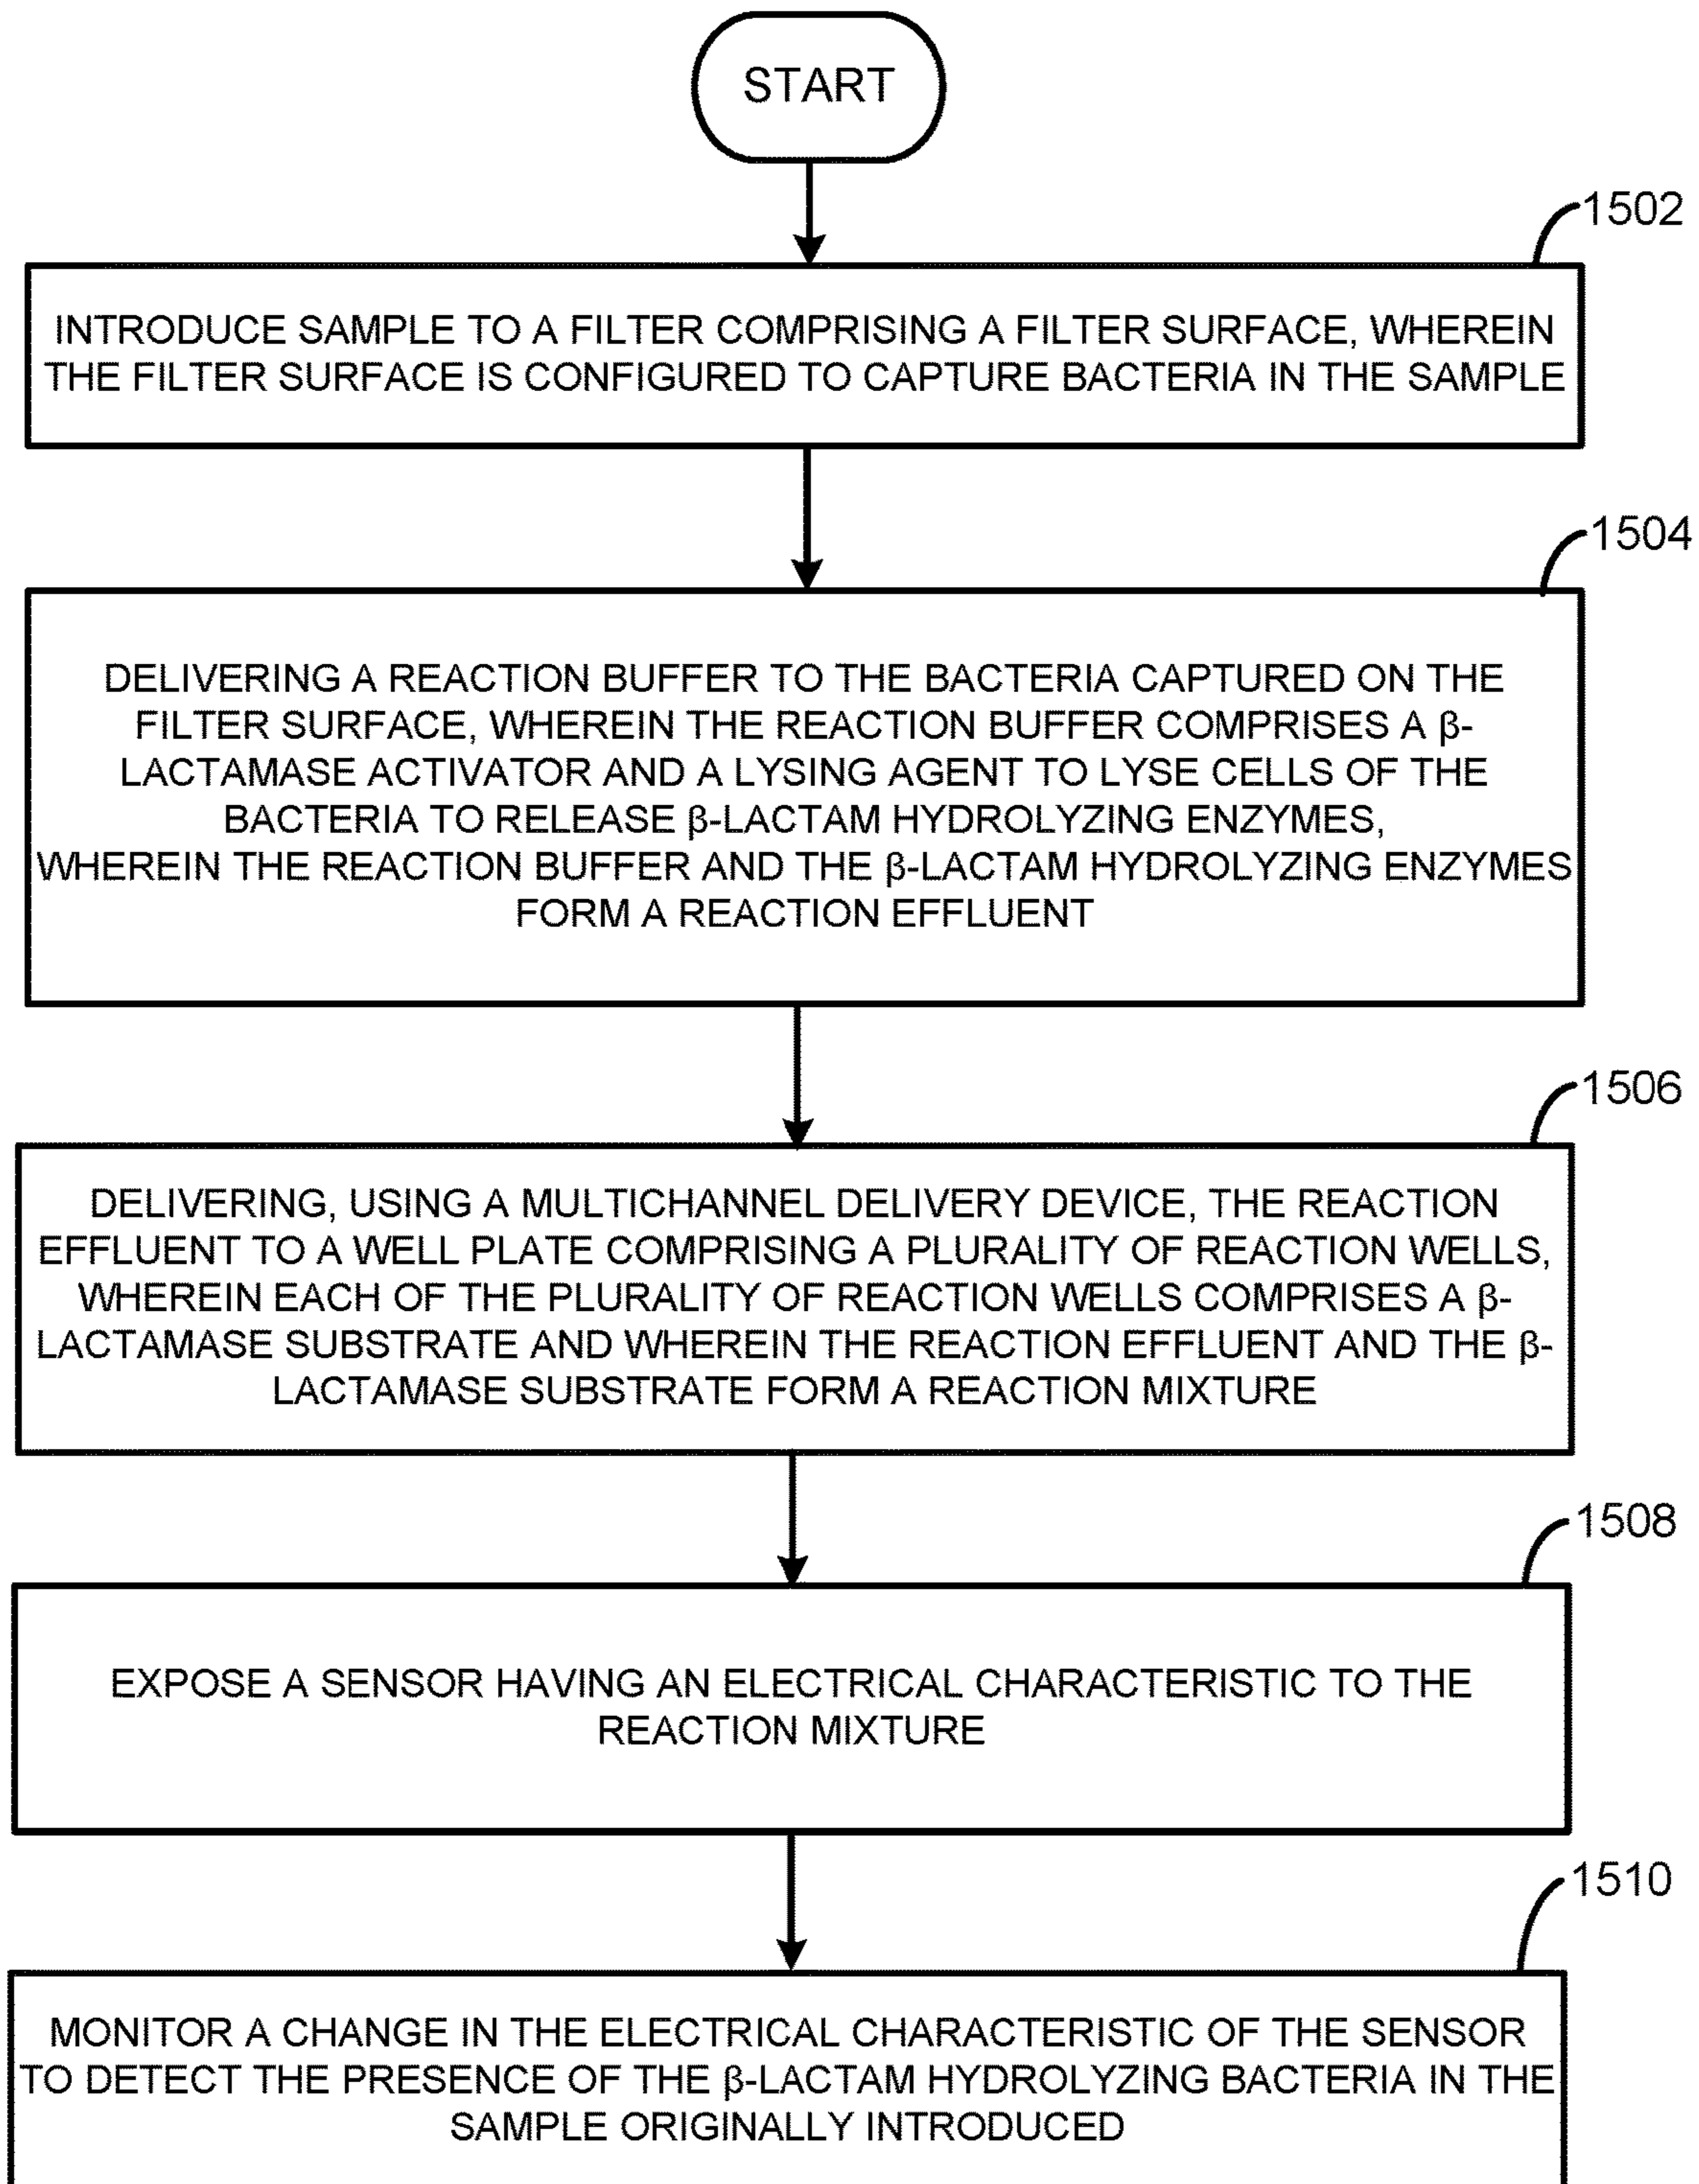 START
1502
INTRODUCE SAMPLE TO A FILTER COMPRISING A FILTER SURFACE, WHEREIN
THE FILTER SURFACE IS CONFIGURED TO CAPTURE BACTERIA IN THE SAMPLE
1504
DELIVERING A REACTION BUFFER TO THE BACTERIA CAPTURED ON THE
FILTER SURFACE, WHEREIN THE REACTION BUFFER COMPRISES A β-
LACTAMASE ACTIVATOR AND A LYSING AGENT TO LYSE CELLS OF THE
BACTERIA TO RELEASE β-LACTAM HYDROLYZING ENZYMES,
WHEREIN THE REACTION BUFFER AND THE β-LACTAM HYDROLYZING ENZYMES
FORM A REACTION EFFLUENT
1506
DELIVERING, USING A MULTICHANNEL DELIVERY DEVICE, THE REACTION
EFFLUENT TO A WELL PLATE COMPRISING A PLURALITY OF REACTION WELLS,
WHEREIN EACH OF THE PLURALITY OF REACTION WELLS COMPRISES A β-
LACTAMASE SUBSTRATE AND WHEREIN THE REACTION EFFLUENT AND THE β-
LACTAMASE SUBSTRATE FORM A REACTION MIXTURE
1508
EXPOSE A SENSOR HAVING AN ELECTRICAL CHARACTERISTIC TO THE
REACTION MIXTURE
1510
MONITOR A CHANGE IN THE ELECTRICAL CHARACTERISTIC OF THE SENSOR
TO DETECT THE PRESENCE OF THE β-LACTAM HYDROLYZING BACTERIA IN THE
SAMPLE ORIGINALLY INTRODUCED